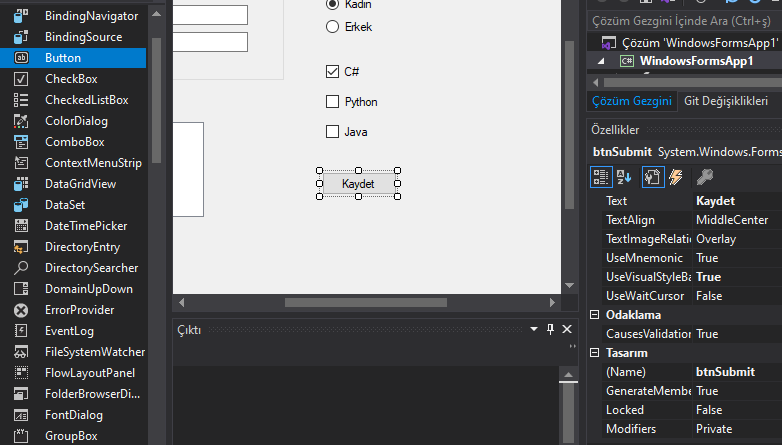 BindingNavigator
BindingSource
Button
CheckBox
CheckedListBox
ColorDialog
ComboBox
ContextMenuStrip
DataGridView
DataSet
DateTimePicker
DirectoryEntry
DirectorySearcher
DomainUpDown
ErrorProvider
EventLog
FileSystemWatcher
FlowLayoutPanel
FolderBrowserDi...
FontDialog
GroupBox
Kadın
Erkek
C#
Python
Java
Kaydet
Çıktı
Çözüm Gezgini İçinde Ara (Ctrl+ş)
Çözüm 'WindowsFormsApp1'
C# WindowsFormsApp1
Çözüm Gezgini Git Değişiklikleri
Özellikler
btnSubmit System.Windows.Forms
Text Kaydet
TextAlign MiddleCenter
TextImageRelati Overlay
UseMnemonic True
UseVisualStyleBa True
UseWaitCursor False
Odaklama
CausesValidation True
Tasarım
(Name) btnSubmit
GenerateMembe True
Locked False
Modifiers Private